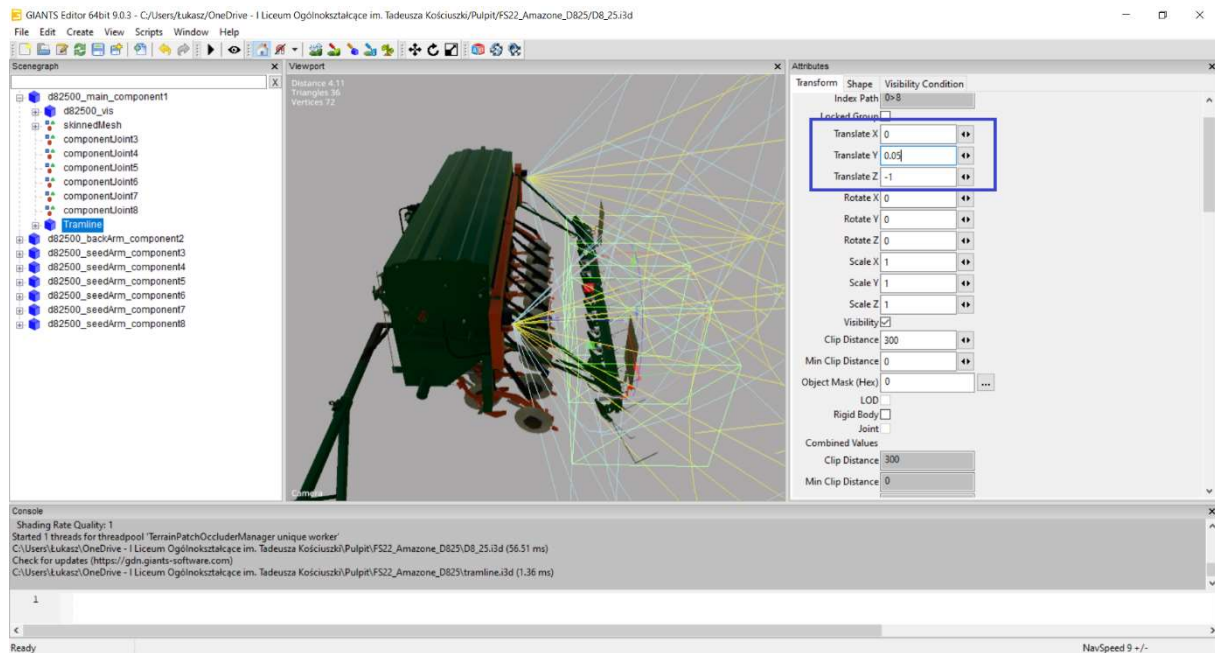 GIANTS Editor 64bit 9.0.3 - C:/Users/Łukasz/OneDrive - I Liceum Ogólnokształcące im. Tadeusza Kościuszki/Pulpit/FS22_Amazone_D825/D8_25.i3d
File Edit Create View Scripts Window Help
Scenegraph
X
d82500_main_component1
d82500_vis
skinnedMesh
componentJoint3
componentJoint4
componentJoint5
componentJoint6
componentJoint7
componentJoint8
Tramline
d82500_backArm_component2
d82500_seedArm_component3
d82500_seedArm_component4
d82500_seedArm_component5
d82500_seedArm_component6
d82500_seedArm_component7
d82500_seedArm_component8
Viewport
Distance 4.11
Triangles 36
Vertices 72
Camera
Attributes
Transform Shape Visibility Condition
Index Path 0>8
Locked Group
Translate X 0
Translate Y 0.05
Translate Z -1
Rotate X 0
Rotate Y 0
Rotate Z 0
Scale X 1
Scale Y 1
Scale Z 1
Visibility
Clip Distance 300
Min Clip Distance 0
Object Mask (Hex) 0 ...
LOD
Rigid Body
Joint
Combined Values
Clip Distance 300
Min Clip Distance 0
Console
Shading Rate Quality: 1
Started 1 threads for threadpool 'TerrainPatchOccluderManager unique worker'
C:\Users\Łukasz\OneDrive - I Liceum Ogólnokształcące im. Tadeusza Kościuszki\Pulpit\FS22_Amazone_D825\D8_25.i3d (56.51 ms)
Check for updates (https://gdn.giants-software.com)
C:\Users\Łukasz\OneDrive - I Liceum Ogólnokształcące im. Tadeusza Kościuszki\Pulpit\FS22_Amazone_D825\tramline.i3d (1.36 ms)
1
Ready
NavSpeed 9 +/-